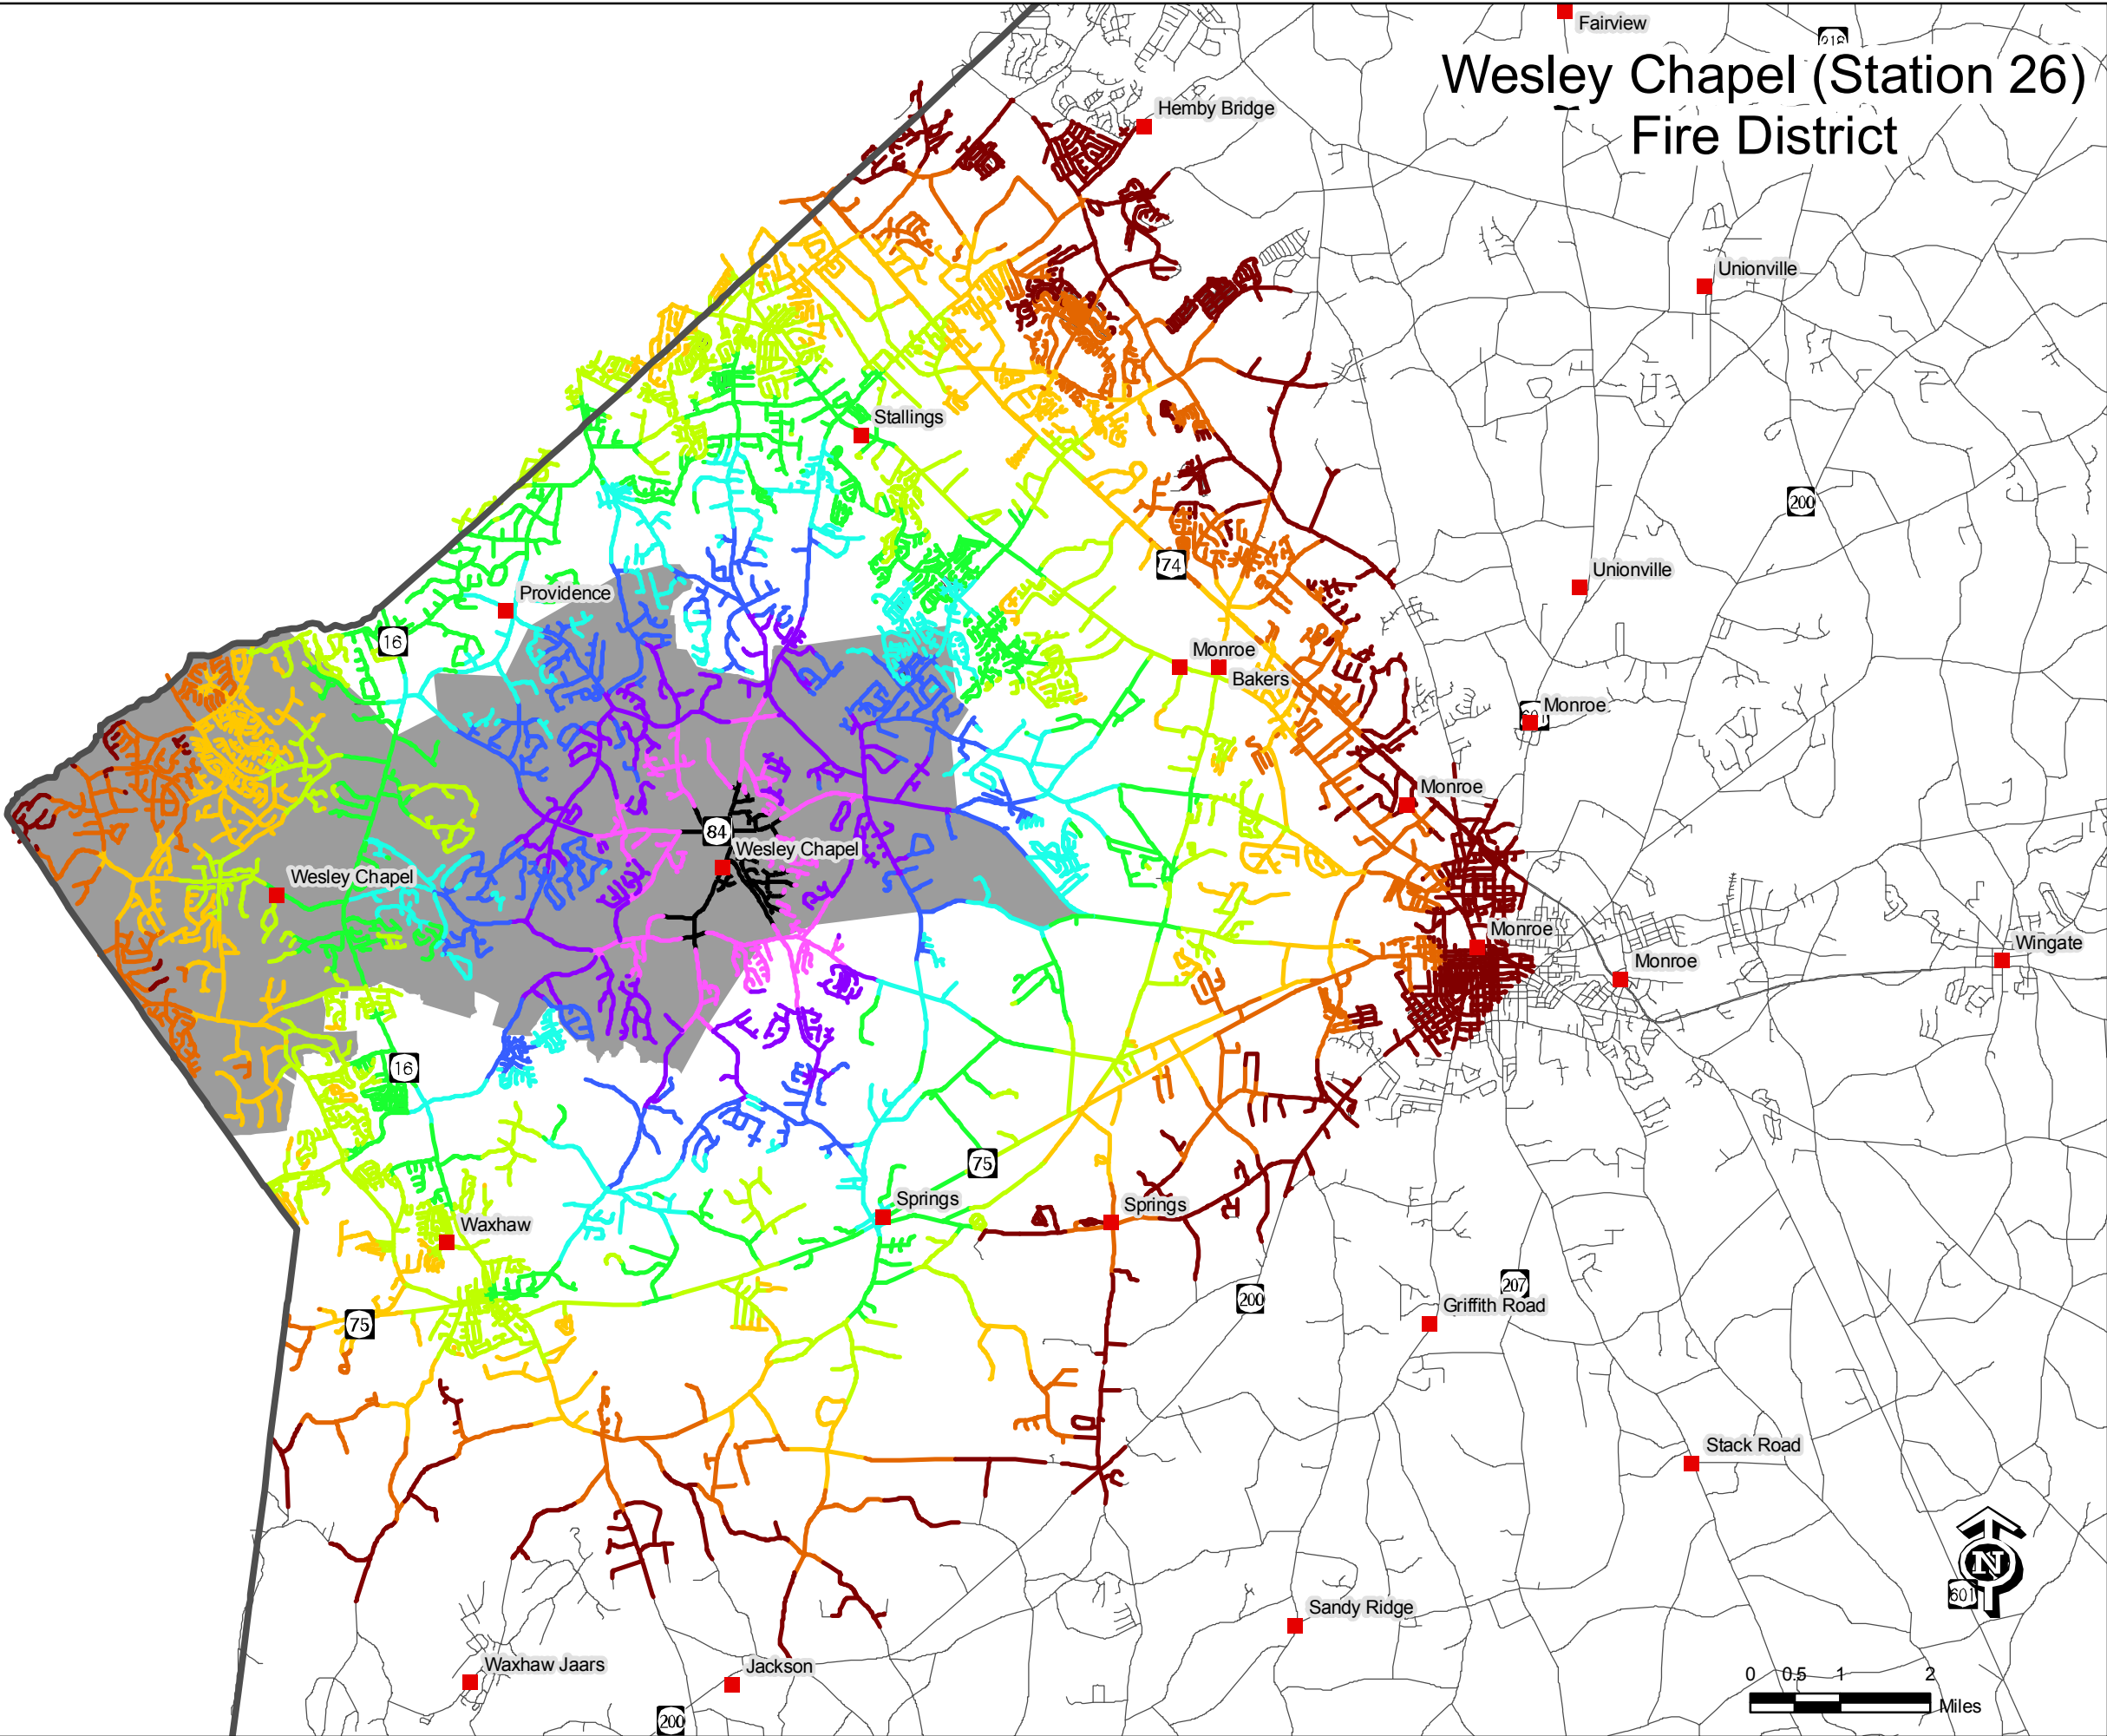 Fairview
216
Wesley Chapel (Station 26)
Fire District
Hemby Bridge
Unionville
Stallings
200
74
Unionville
Providence
16
Monroe
Bakers
Monroe
Monroe
84
Wesley Chapel
Wesley Chapel
Monroe
Wingate
Monroe
16
75
Springs
Springs
Waxhaw
207
200
Griffith Road
75
Stack Road
N
601
Sandy Ridge
Waxhaw Jaars
Jackson
0 0.5 1 2
Miles
200